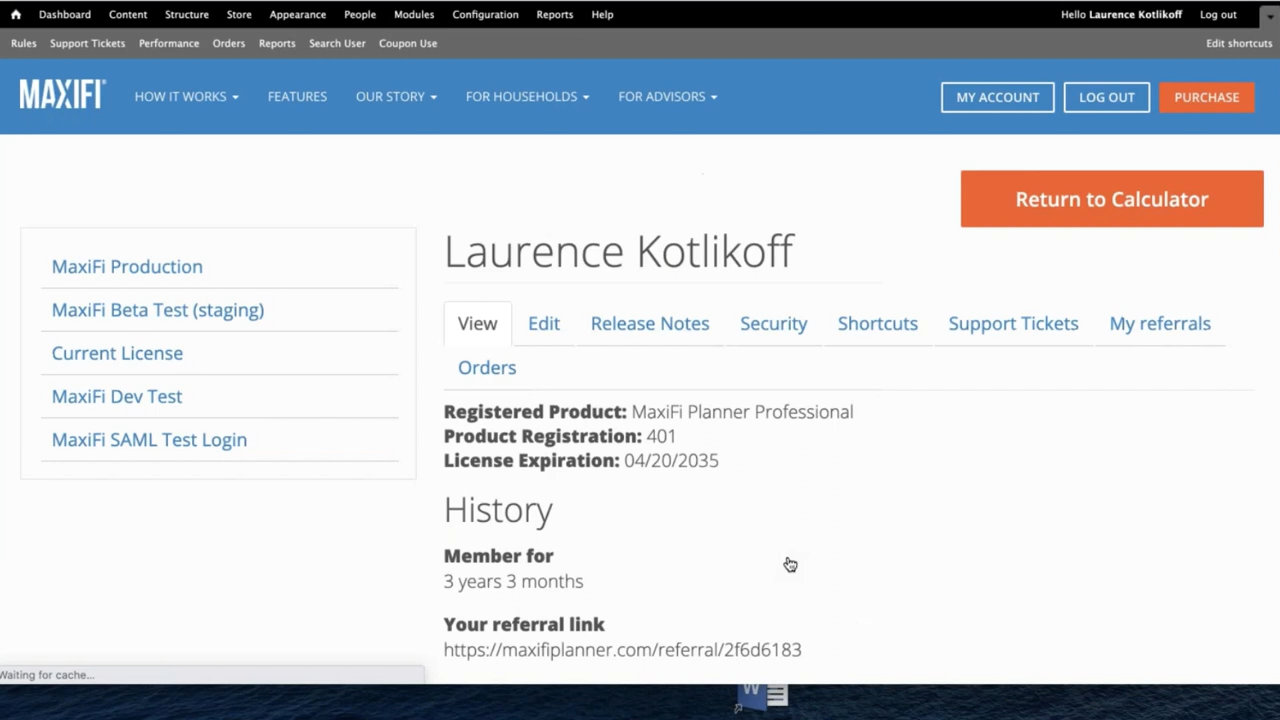 Dashboard Content Structure Store Appearance People Modules Configuration Reports Help Hello Laurence Kotlikoff Log out
Rules Support Tickets Performance Orders Reports Search User Coupon Use Edit shortcuts
MAXIFI® HOW IT WORKS FEATURES OUR STORY FOR HOUSEHOLDS FOR ADVISORS MY ACCOUNT LOG OUT PURCHASE
Return to Calculator
MaxiFi Production
MaxiFi Beta Test (staging)
Current License
MaxiFi Dev Test
MaxiFi SAML Test Login
Laurence Kotlikoff
View Edit Release Notes Security Shortcuts Support Tickets My referrals
Orders
Registered Product: MaxiFi Planner Professional
Product Registration: 401
License Expiration: 04/20/2035
History
Member for
3 years 3 months
Your referral link
https://maxifiplanner.com/referral/2f6d6183
Waiting for cache...
W